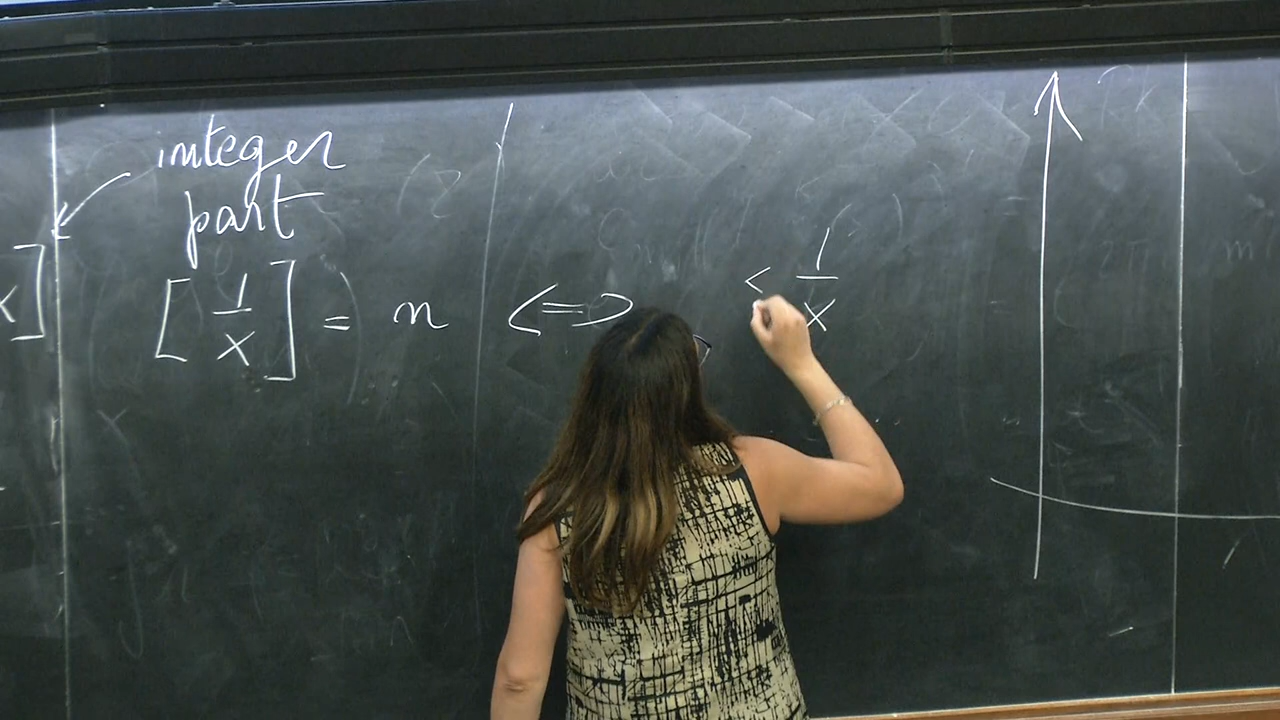 integer
part
x]
[1/x] = n <=> < 1/x